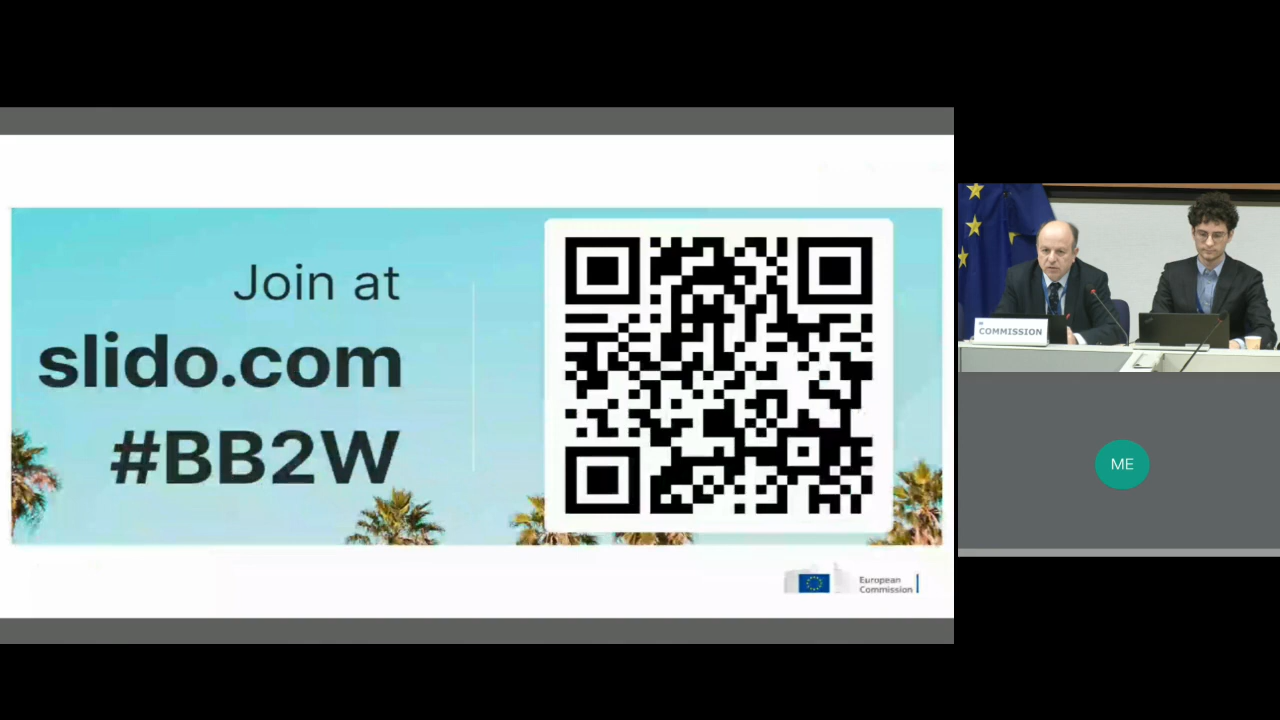 Join at
slido.com
#BB2W
European
Commission
COMMISSION
ME